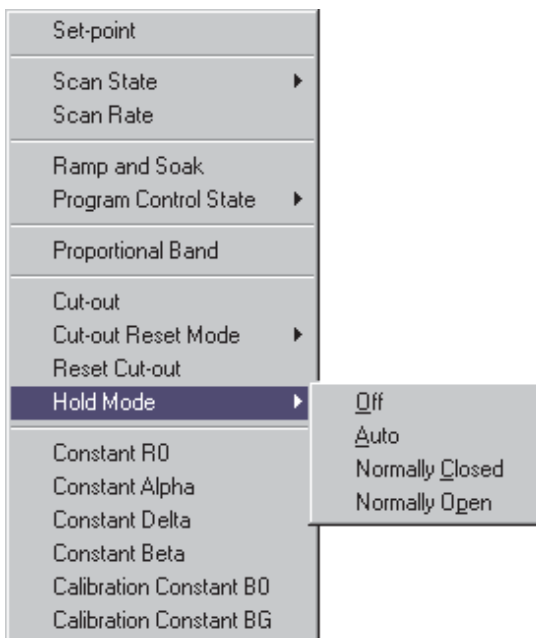 Set-point
Scan State
Scan Rate
Ramp and Soak
Program Control State
Proportional Band
Cut-out
Cut-out Reset Mode
Reset Cut-out
Hold Mode
Off
Auto
Normally Closed
Normally Open
Constant R0
Constant Alpha
Constant Delta
Constant Beta
Calibration Constant B0
Calibration Constant BG